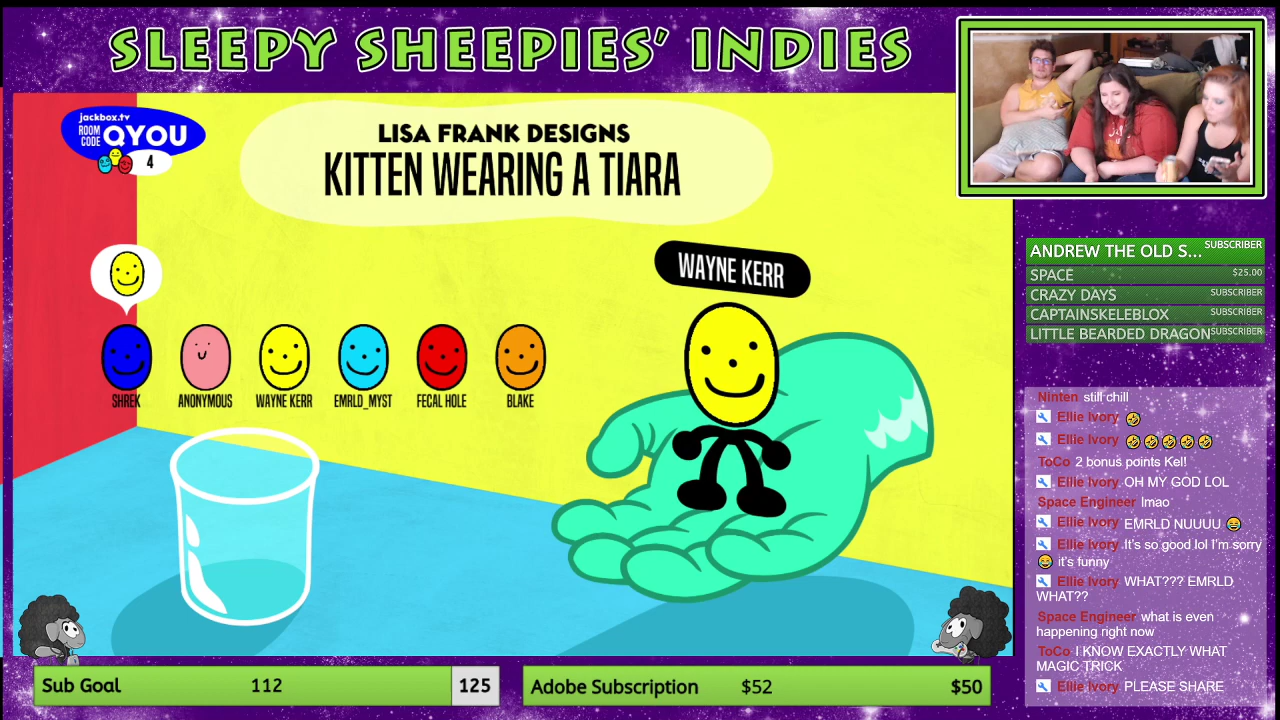 SLEEPY SHEEPIES' INDIES
jackbox.tv
ROOM
CODE
QYOU
4
LISA FRANK DESIGNS
KITTEN WEARING A TIARA
WAYNE KERR
SHREK
ANONYMOUS
WAYNE KERR
EMRLD_MYST
FECAL HOLE
BLAKE
ANDREW THE OLD S... SUBSCRIBER
SPACE $25.00
CRAZY DAYS SUBSCRIBER
CAPTAINSKELEBLOX SUBSCRIBER
LITTLE BEARDED DRAGON SUBSCRIBER
Ninten still chill
Ellie Ivory 🤣
Ellie Ivory 🤣🤣🤣🤣🤣
ToCo 2 bonus points Kel!
Ellie Ivory OH MY GOD LOL
Space Engineer lmao
Ellie Ivory EMRLD NUUUU 😂
Ellie Ivory It's so good lol I'm sorry
😂 it's funny
Ellie Ivory WHAT??? EMRLD
WHAT??
Space Engineer what is even
happening right now
ToCo I KNOW EXACTLY WHAT
MAGIC TRICK
Ellie Ivory PLEASE SHARE
Sub Goal 112 125
Adobe Subscription $52 $50